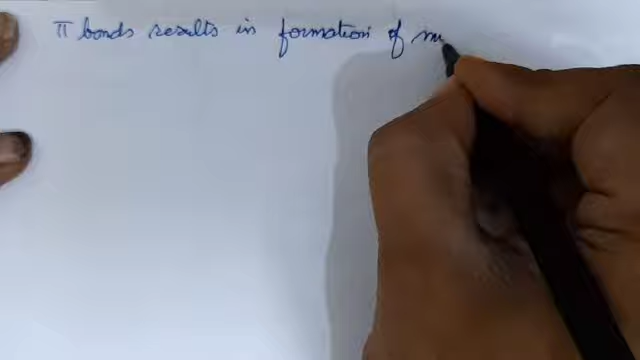 π bonds results in formation of